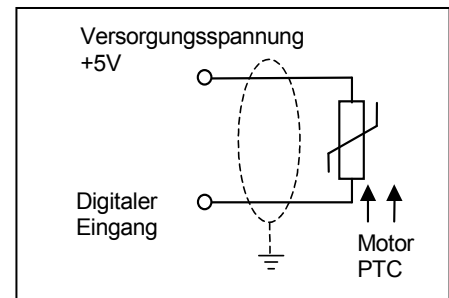 Versorgungsspannung
+5V
Digitaler
Eingang
Motor
PTC